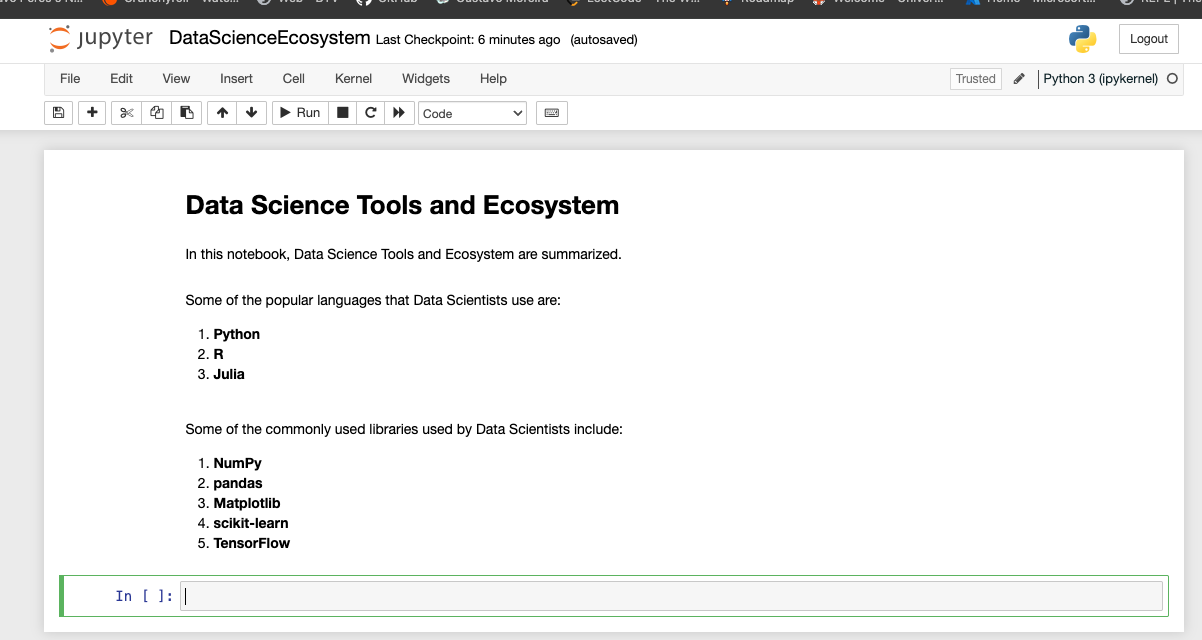 jupyter DataScienceEcosystem Last Checkpoint: 6 minutes ago (autosaved) Logout
File Edit View Insert Cell Kernel Widgets Help Trusted Python 3 (ipykernel)
Run Code
Data Science Tools and Ecosystem
In this notebook, Data Science Tools and Ecosystem are summarized.
Some of the popular languages that Data Scientists use are:
1. Python
2. R
3. Julia
Some of the commonly used libraries used by Data Scientists include:
1. NumPy
2. pandas
3. Matplotlib
4. scikit-learn
5. TensorFlow
In [ ]: